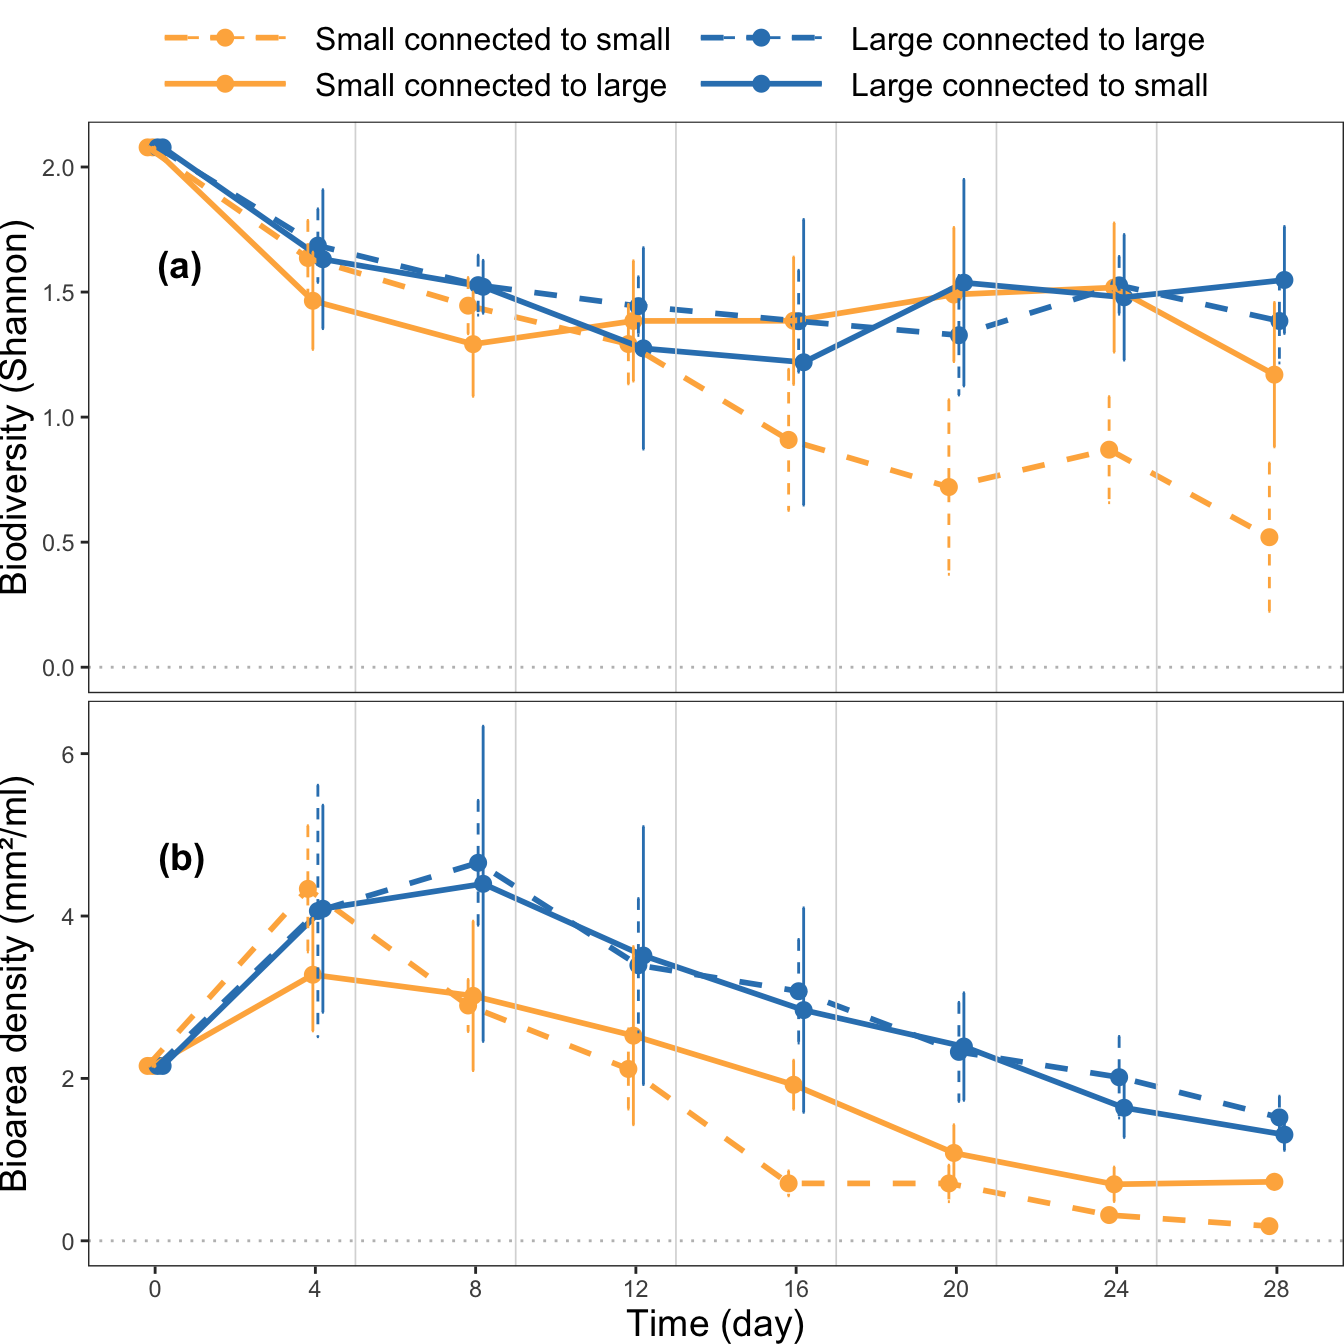 Small connected to small
Large connected to large
Small connected to large
Large connected to small
Biodiversity (Shannon)
2.0
1.5
1.0
0.5
0.0
(a)
Bioarea density (mm²/ml)
6
4
2
0
(b)
0 4 8 12 16 20 24 28
Time (day)